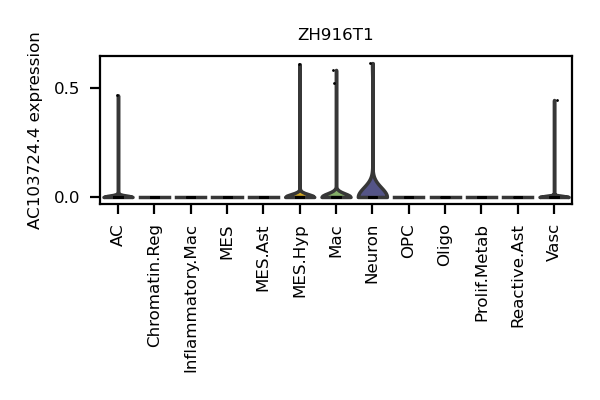 ZH916T1
AC103724.4 expression
0.5
0.0
AC
Chromatin.Reg
Inflammatory.Mac
MES
MES.Ast
MES.Hyp
Mac
Neuron
OPC
Oligo
Prolif.Metab
Reactive.Ast
Vasc